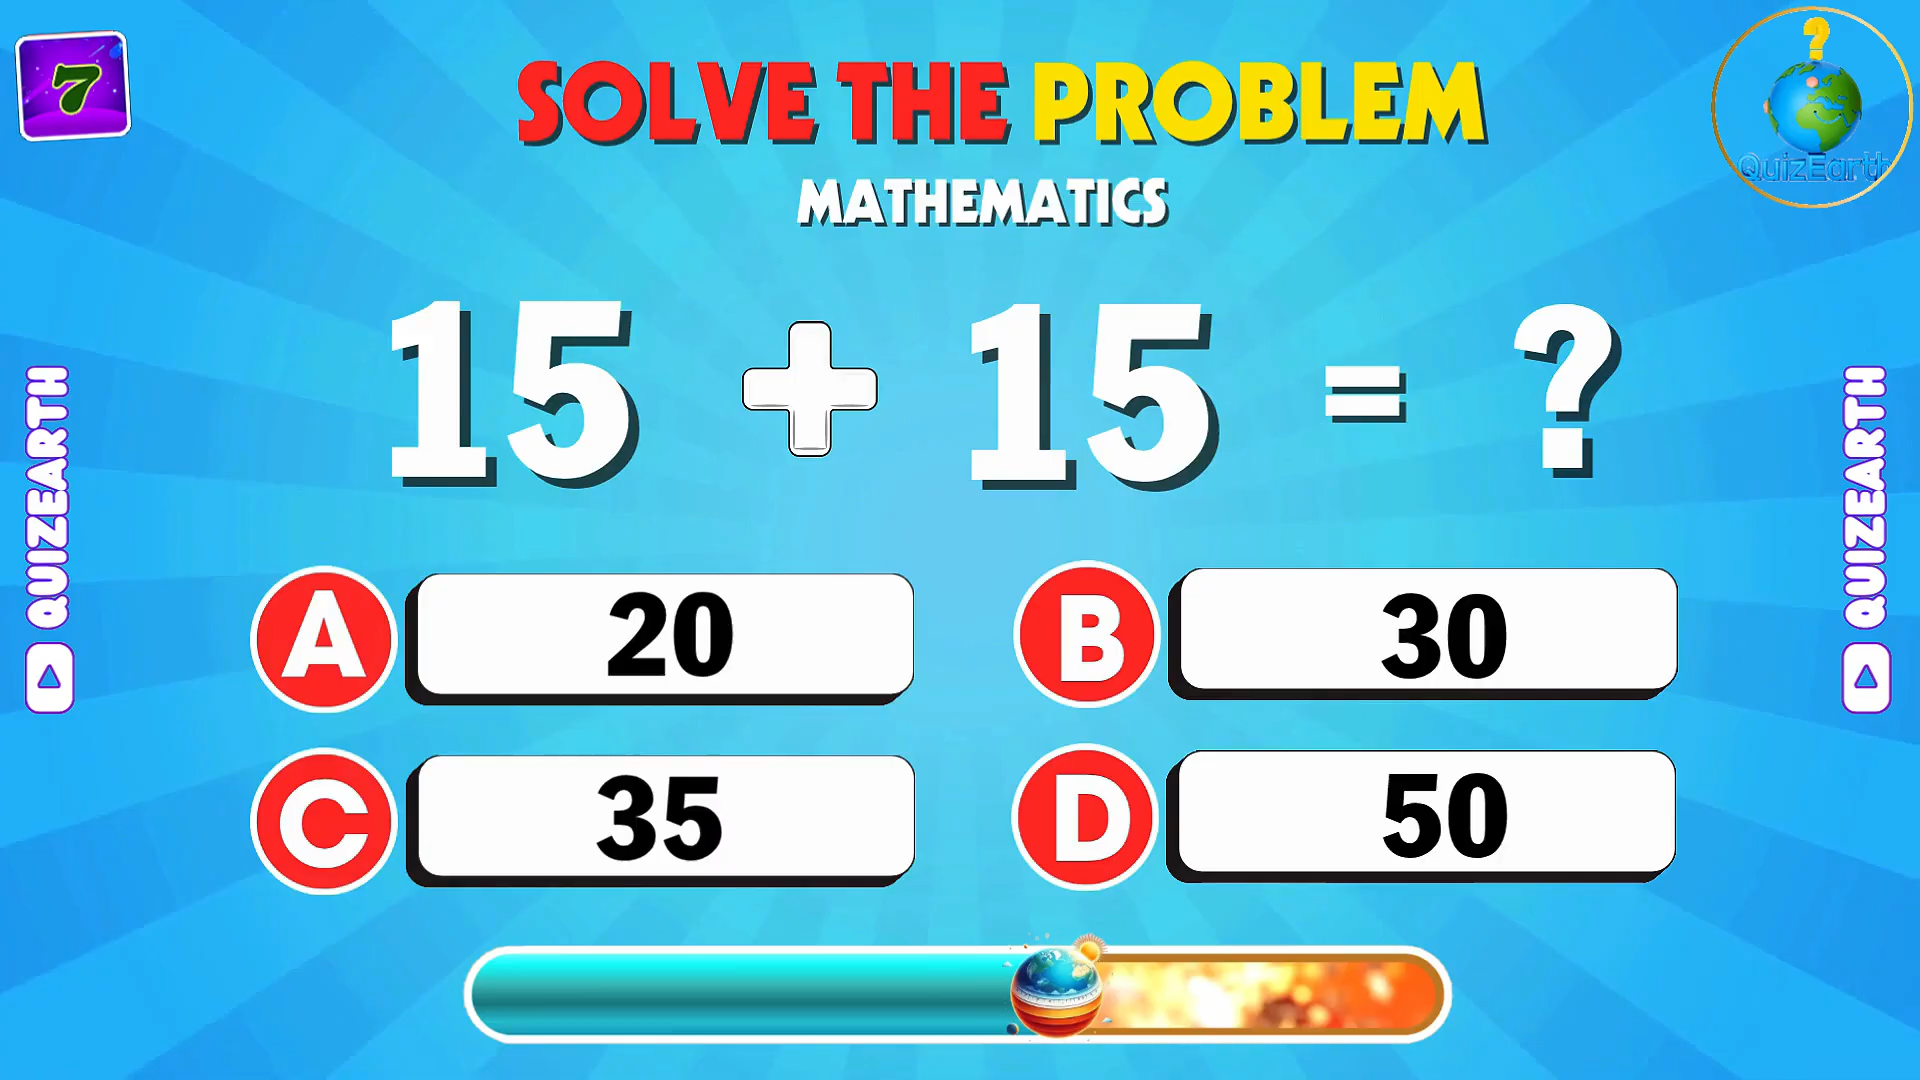 7
SOLVE THE PROBLEM
?
QuizEarth
MATHEMATICS
15 + 15 = ?
QUIZEARTH
QUIZEARTH
A 20
B 30
C 35
D 50